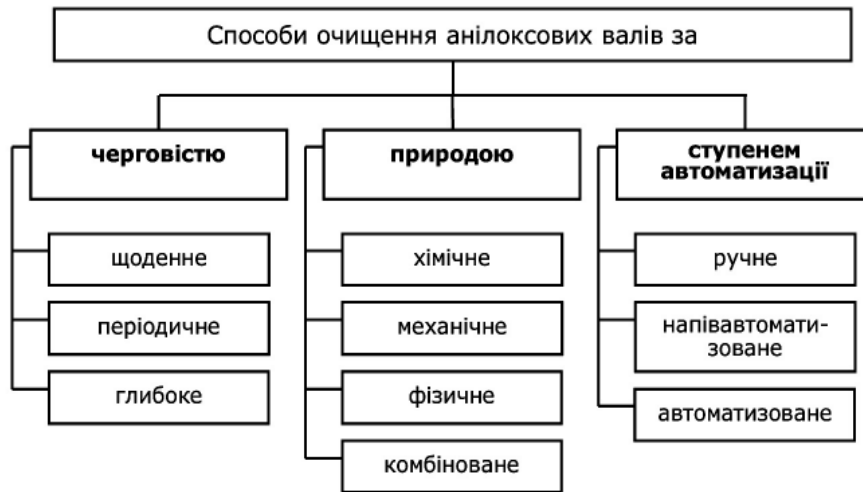 Способи очищення анілоксових валів за
черговістю
щоденне
періодичне
глибоке
природою
хімічне
механічне
фізичне
комбіноване
ступенем
автоматизації
ручне
напівавтомати-
зоване
автоматизоване